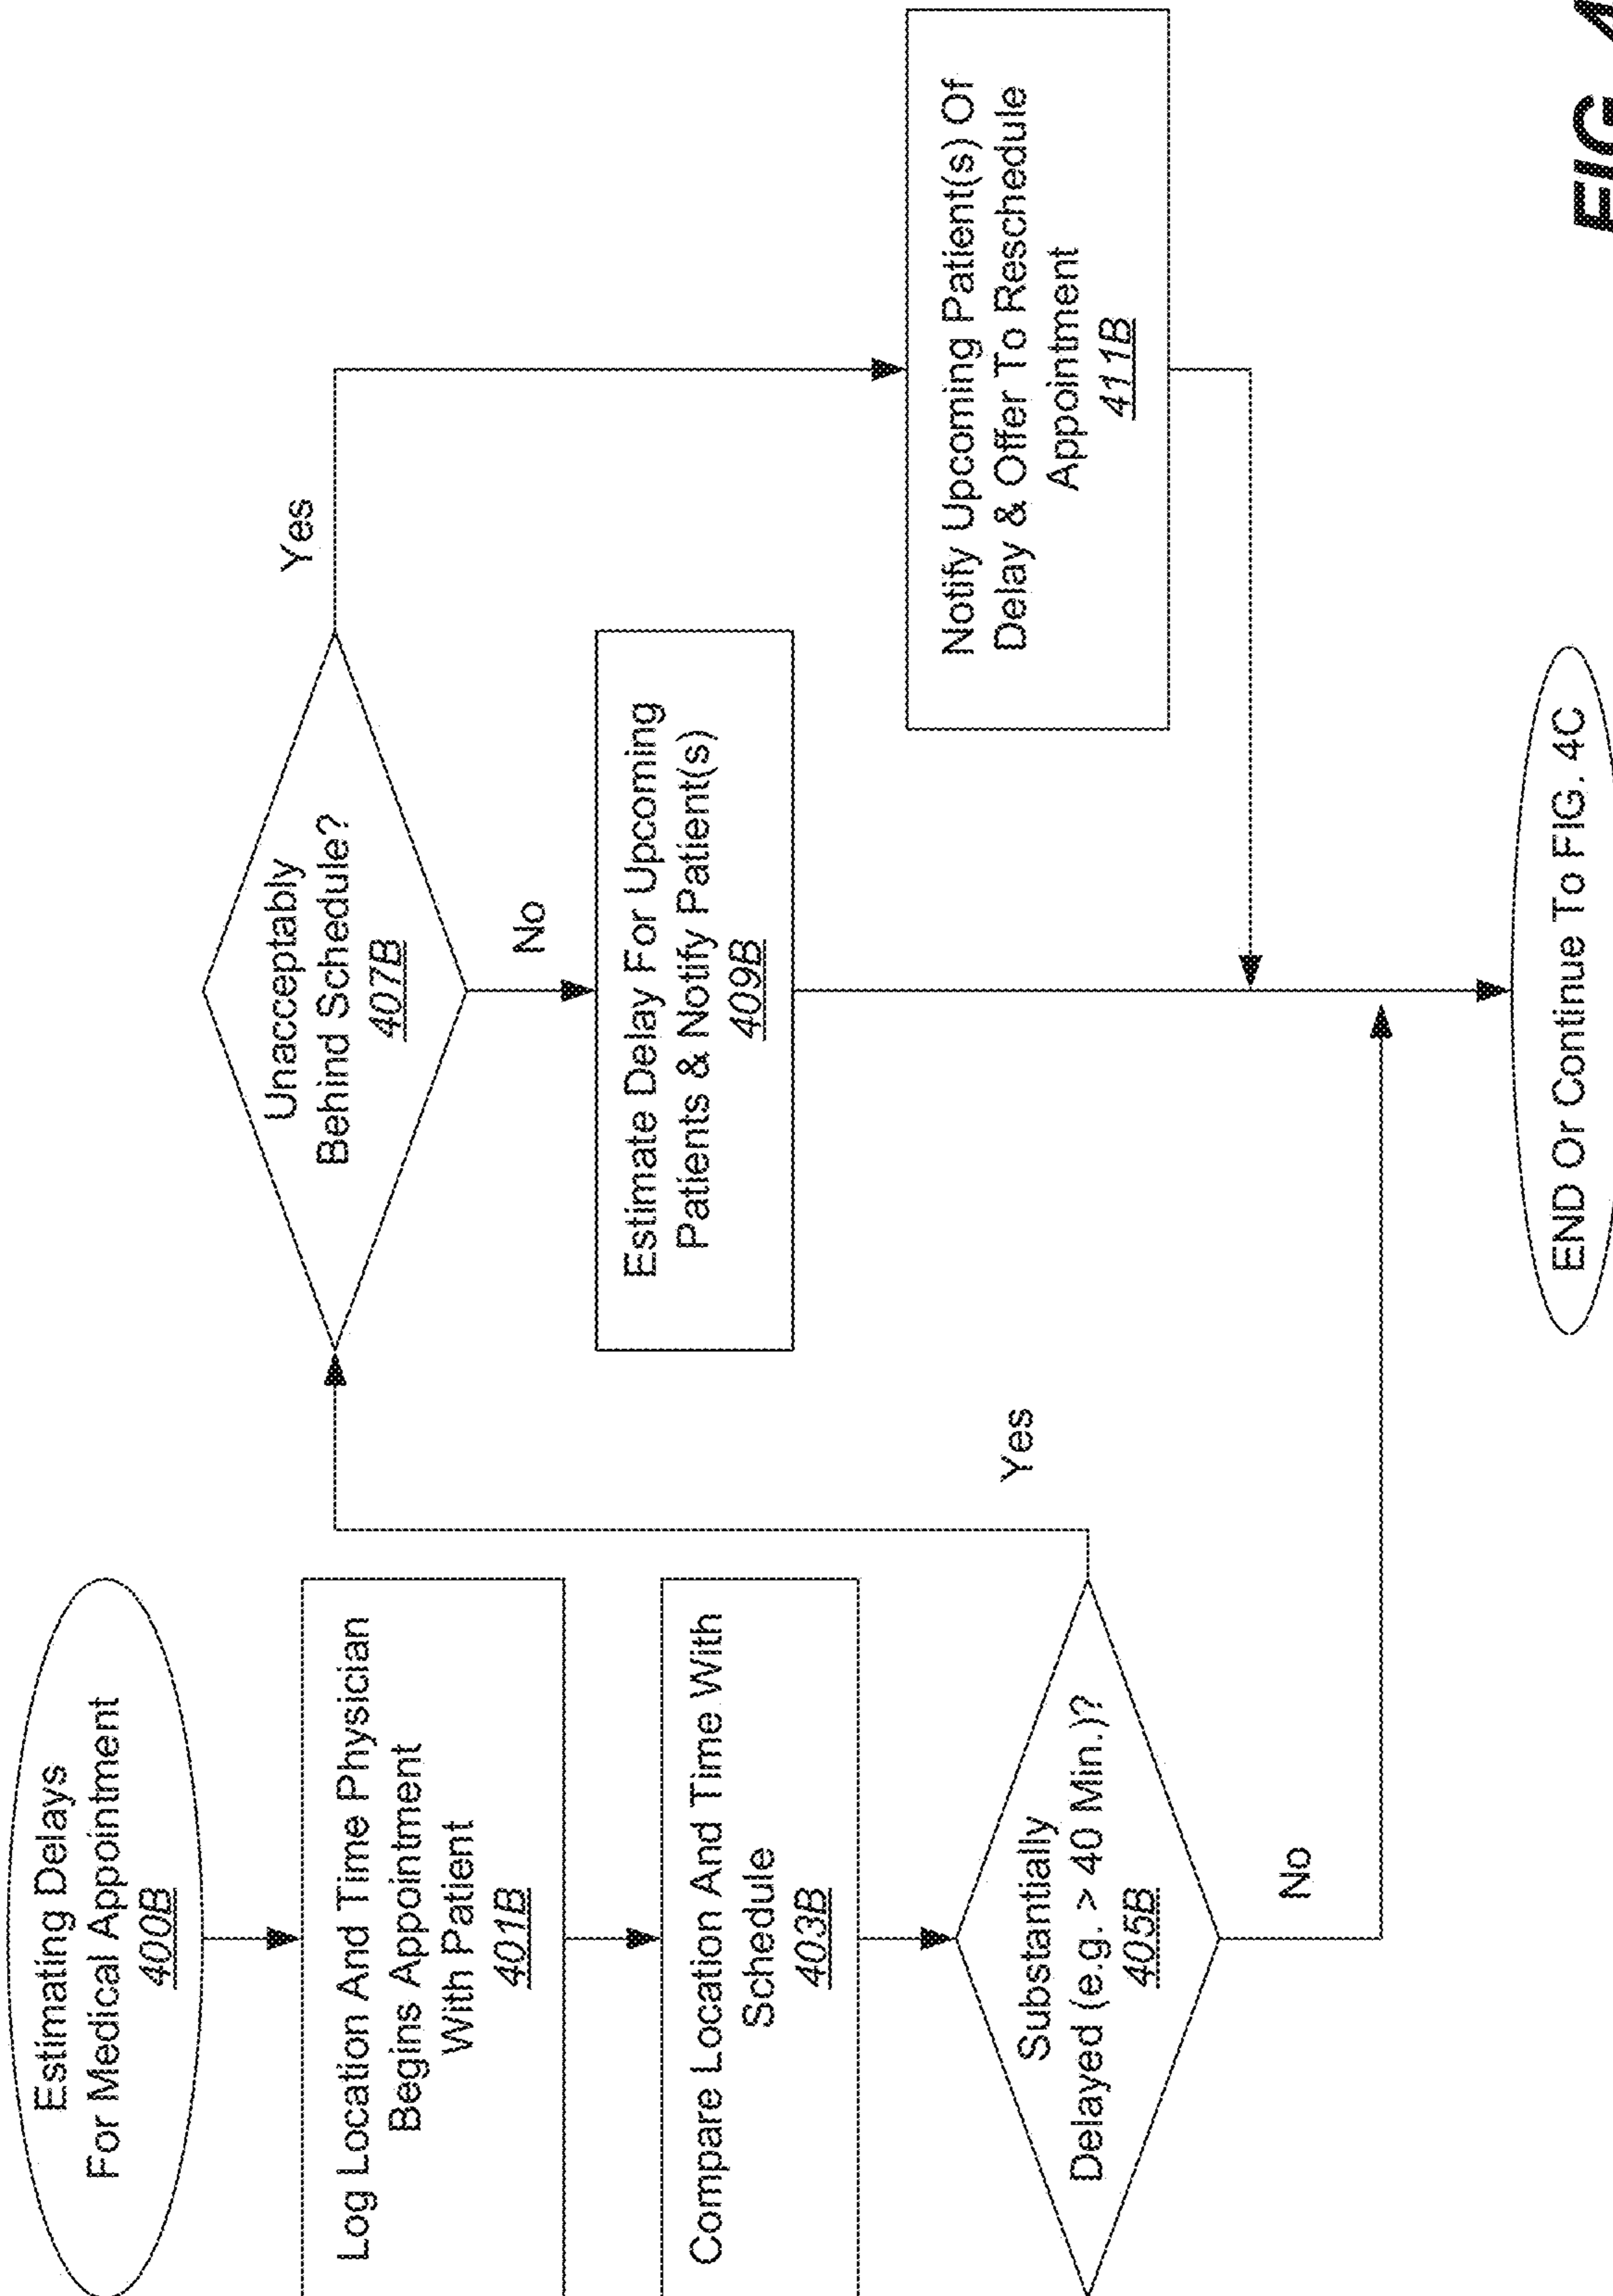 Estimating Delays
For Medical Appointment
400B
Log Location And Time Physician
Begins Appointment
With Patient
401B
Compare Location And Time With
Schedule
403B
Substantially
Delayed (e.g. > 40 Min.)?
405B
Yes
No
Unacceptably
Behind Schedule?
407B
Yes
No
Estimate Delay For Upcoming
Patients & Notify Patient(s)
409B
Notify Upcoming Patient(s) Of
Delay & Offer To Reschedule
Appointment
411B
END Or Continue To FIG. 4C
FIG.